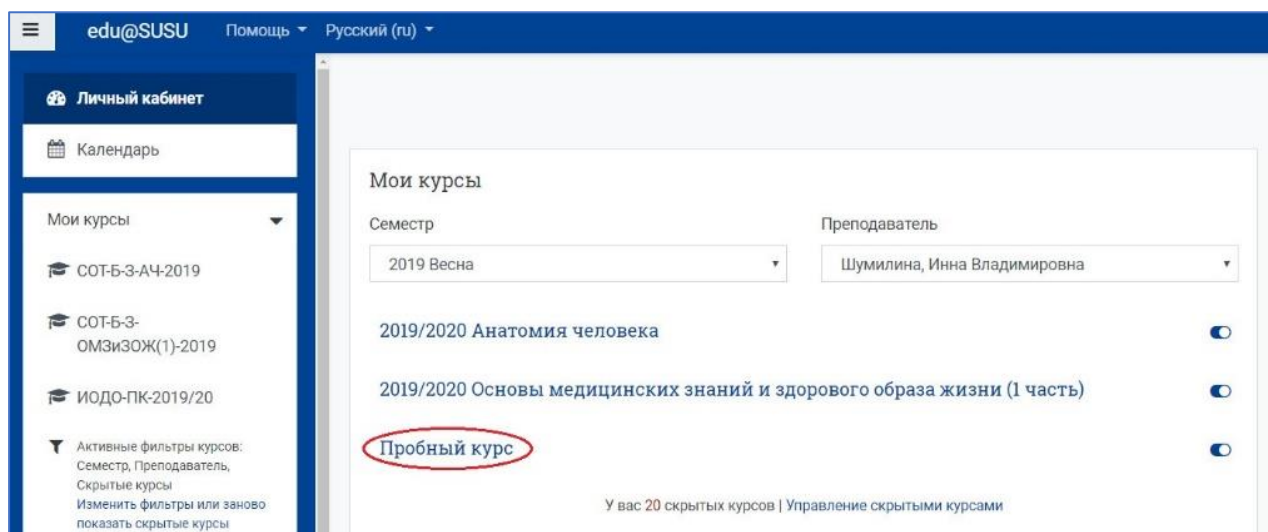 edu@SUSU Помощь Русский (ru)
Личный кабинет
Календарь
Мои курсы
СОТ-Б-З-АЧ-2019
СОТ-Б-З-
ОМЗиЗОЖ(1)-2019
ИОДО-ПК-2019/20
Активные фильтры курсов:
Семестр, Преподаватель,
Скрытые курсы
Изменить фильтры или заново
показать скрытые курсы
Мои курсы
Семестр Преподаватель
2019 Весна Шумилина, Инна Владимировна
2019/2020 Анатомия человека
2019/2020 Основы медицинских знаний и здорового образа жизни (1 часть)
Пробный курс
У вас 20 скрытых курсов | Управление скрытыми курсами